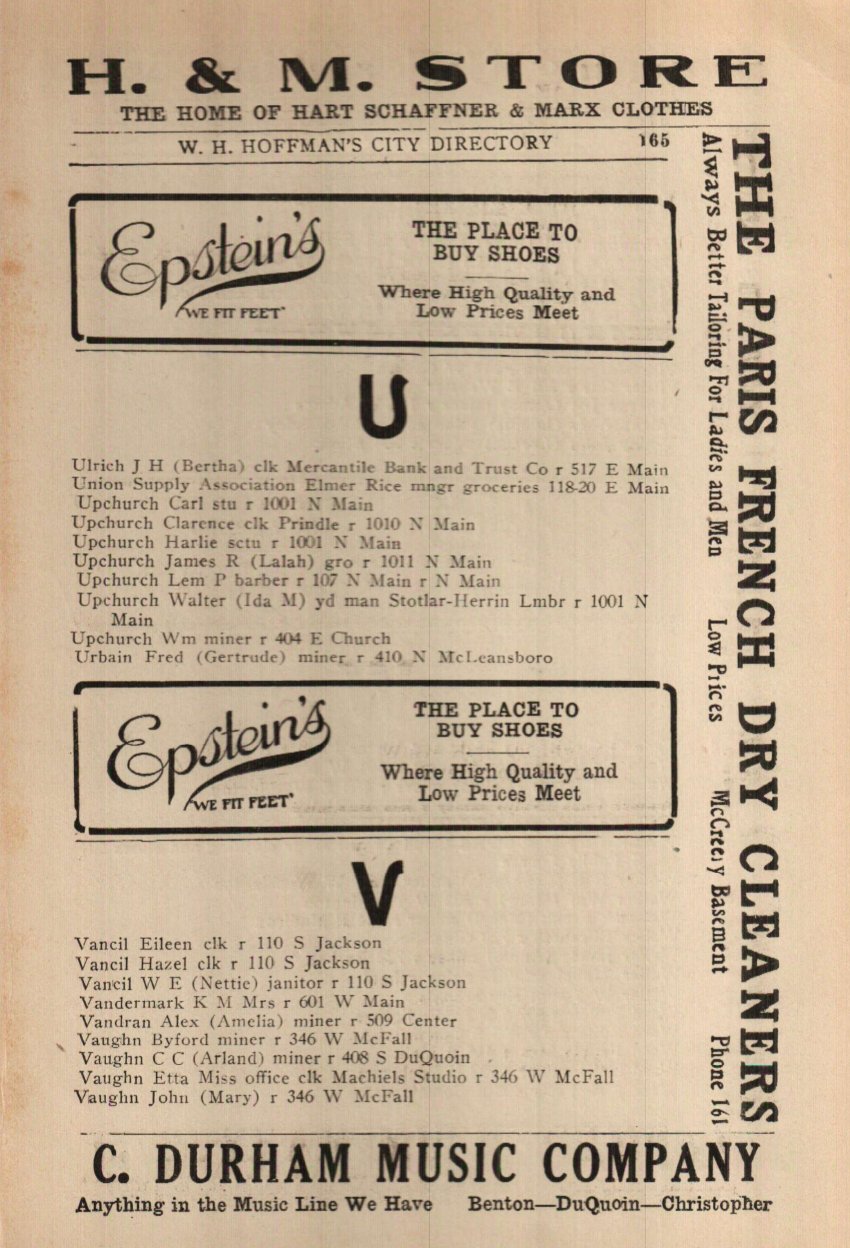 H. & M. STORE
THE HOME OF HART SCHAFFNER & MARX CLOTHES
W. H. HOFFMAN'S CITY DIRECTORY 165
Epstein's
"WE FIT FEET"
THE PLACE TO
BUY SHOES
Where High Quality and
Low Prices Meet
U
Ulrich J H (Bertha) clk Mercantile Bank and Trust Co r 517 E Main
Union Supply Association Elmer Rice mngr groceries 118-20 E Main
Upchurch Carl stu r 1001 N Main
Upchurch Clarence clk Prindle r 1010 N Main
Upchurch Harlie sctu r 1001 N Main
Upchurch James R (Lalah) gro r 1011 N Main
Upchurch Lem P barber r 107 N Main r N Main
Upchurch Walter (Ida M) yd man Stotlar-Herrin Lmbr r 1001 N
Main
Upchurch Wm miner r 404 E Church
Urbain Fred (Gertrude) miner r 410 N McLeansboro
Epstein's
"WE FIT FEET"
THE PLACE TO
BUY SHOES
Where High Quality and
Low Prices Meet
V
Vancil Eileen clk r 110 S Jackson
Vancil Hazel clk r 110 S Jackson
Vancil W E (Nettie) janitor r 110 S Jackson
Vandermark K M Mrs r 601 W Main
Vandran Alex (Amelia) miner r 509 Center
Vaughn Byford miner r 346 W McFall
Vaughn C C (Arland) miner r 408 S DuQuoin
Vaughn Etta Miss office clk Machiels Studio r 346 W McFall
Vaughn John (Mary) r 346 W McFall
THE PARIS FRENCH DRY CLEANERS
Always Better Tailoring For Ladies and Men Low Prices McCreery Basement Phone 161
C. DURHAM MUSIC COMPANY
Anything in the Music Line We Have Benton—DuQuoin—Christopher